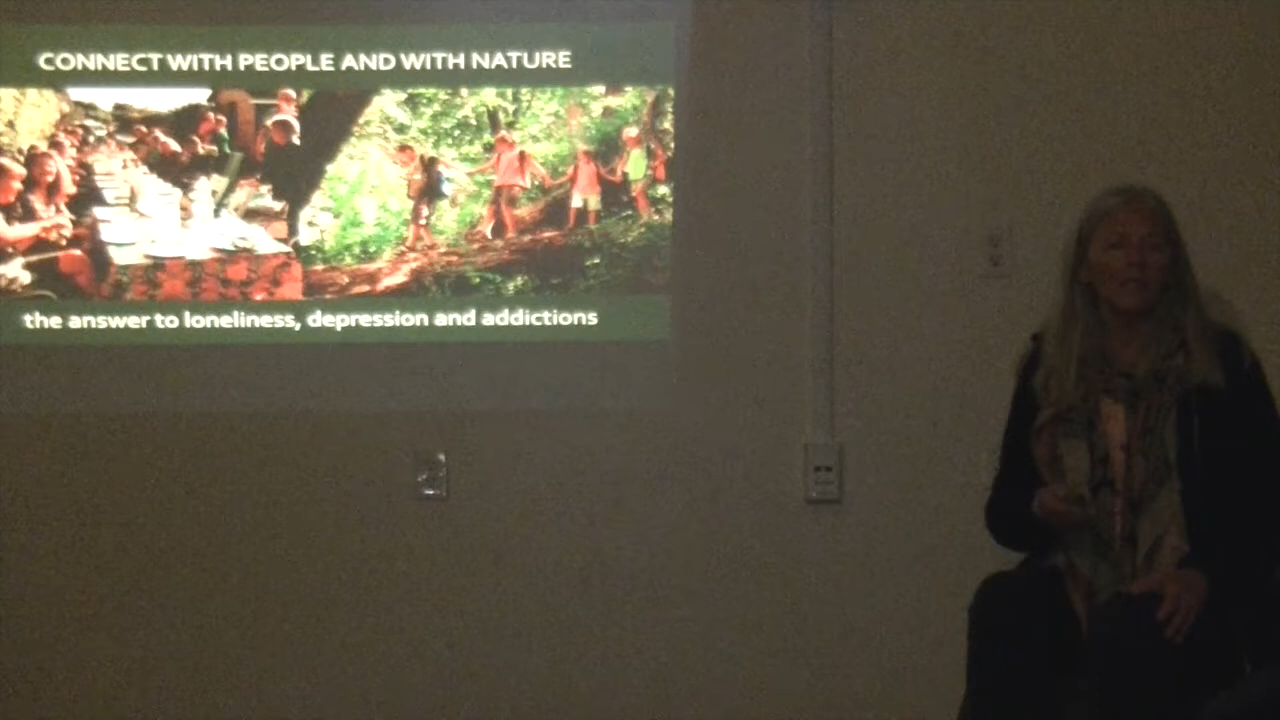 CONNECT WITH PEOPLE AND WITH NATURE
the answer to loneliness, depression and addictions